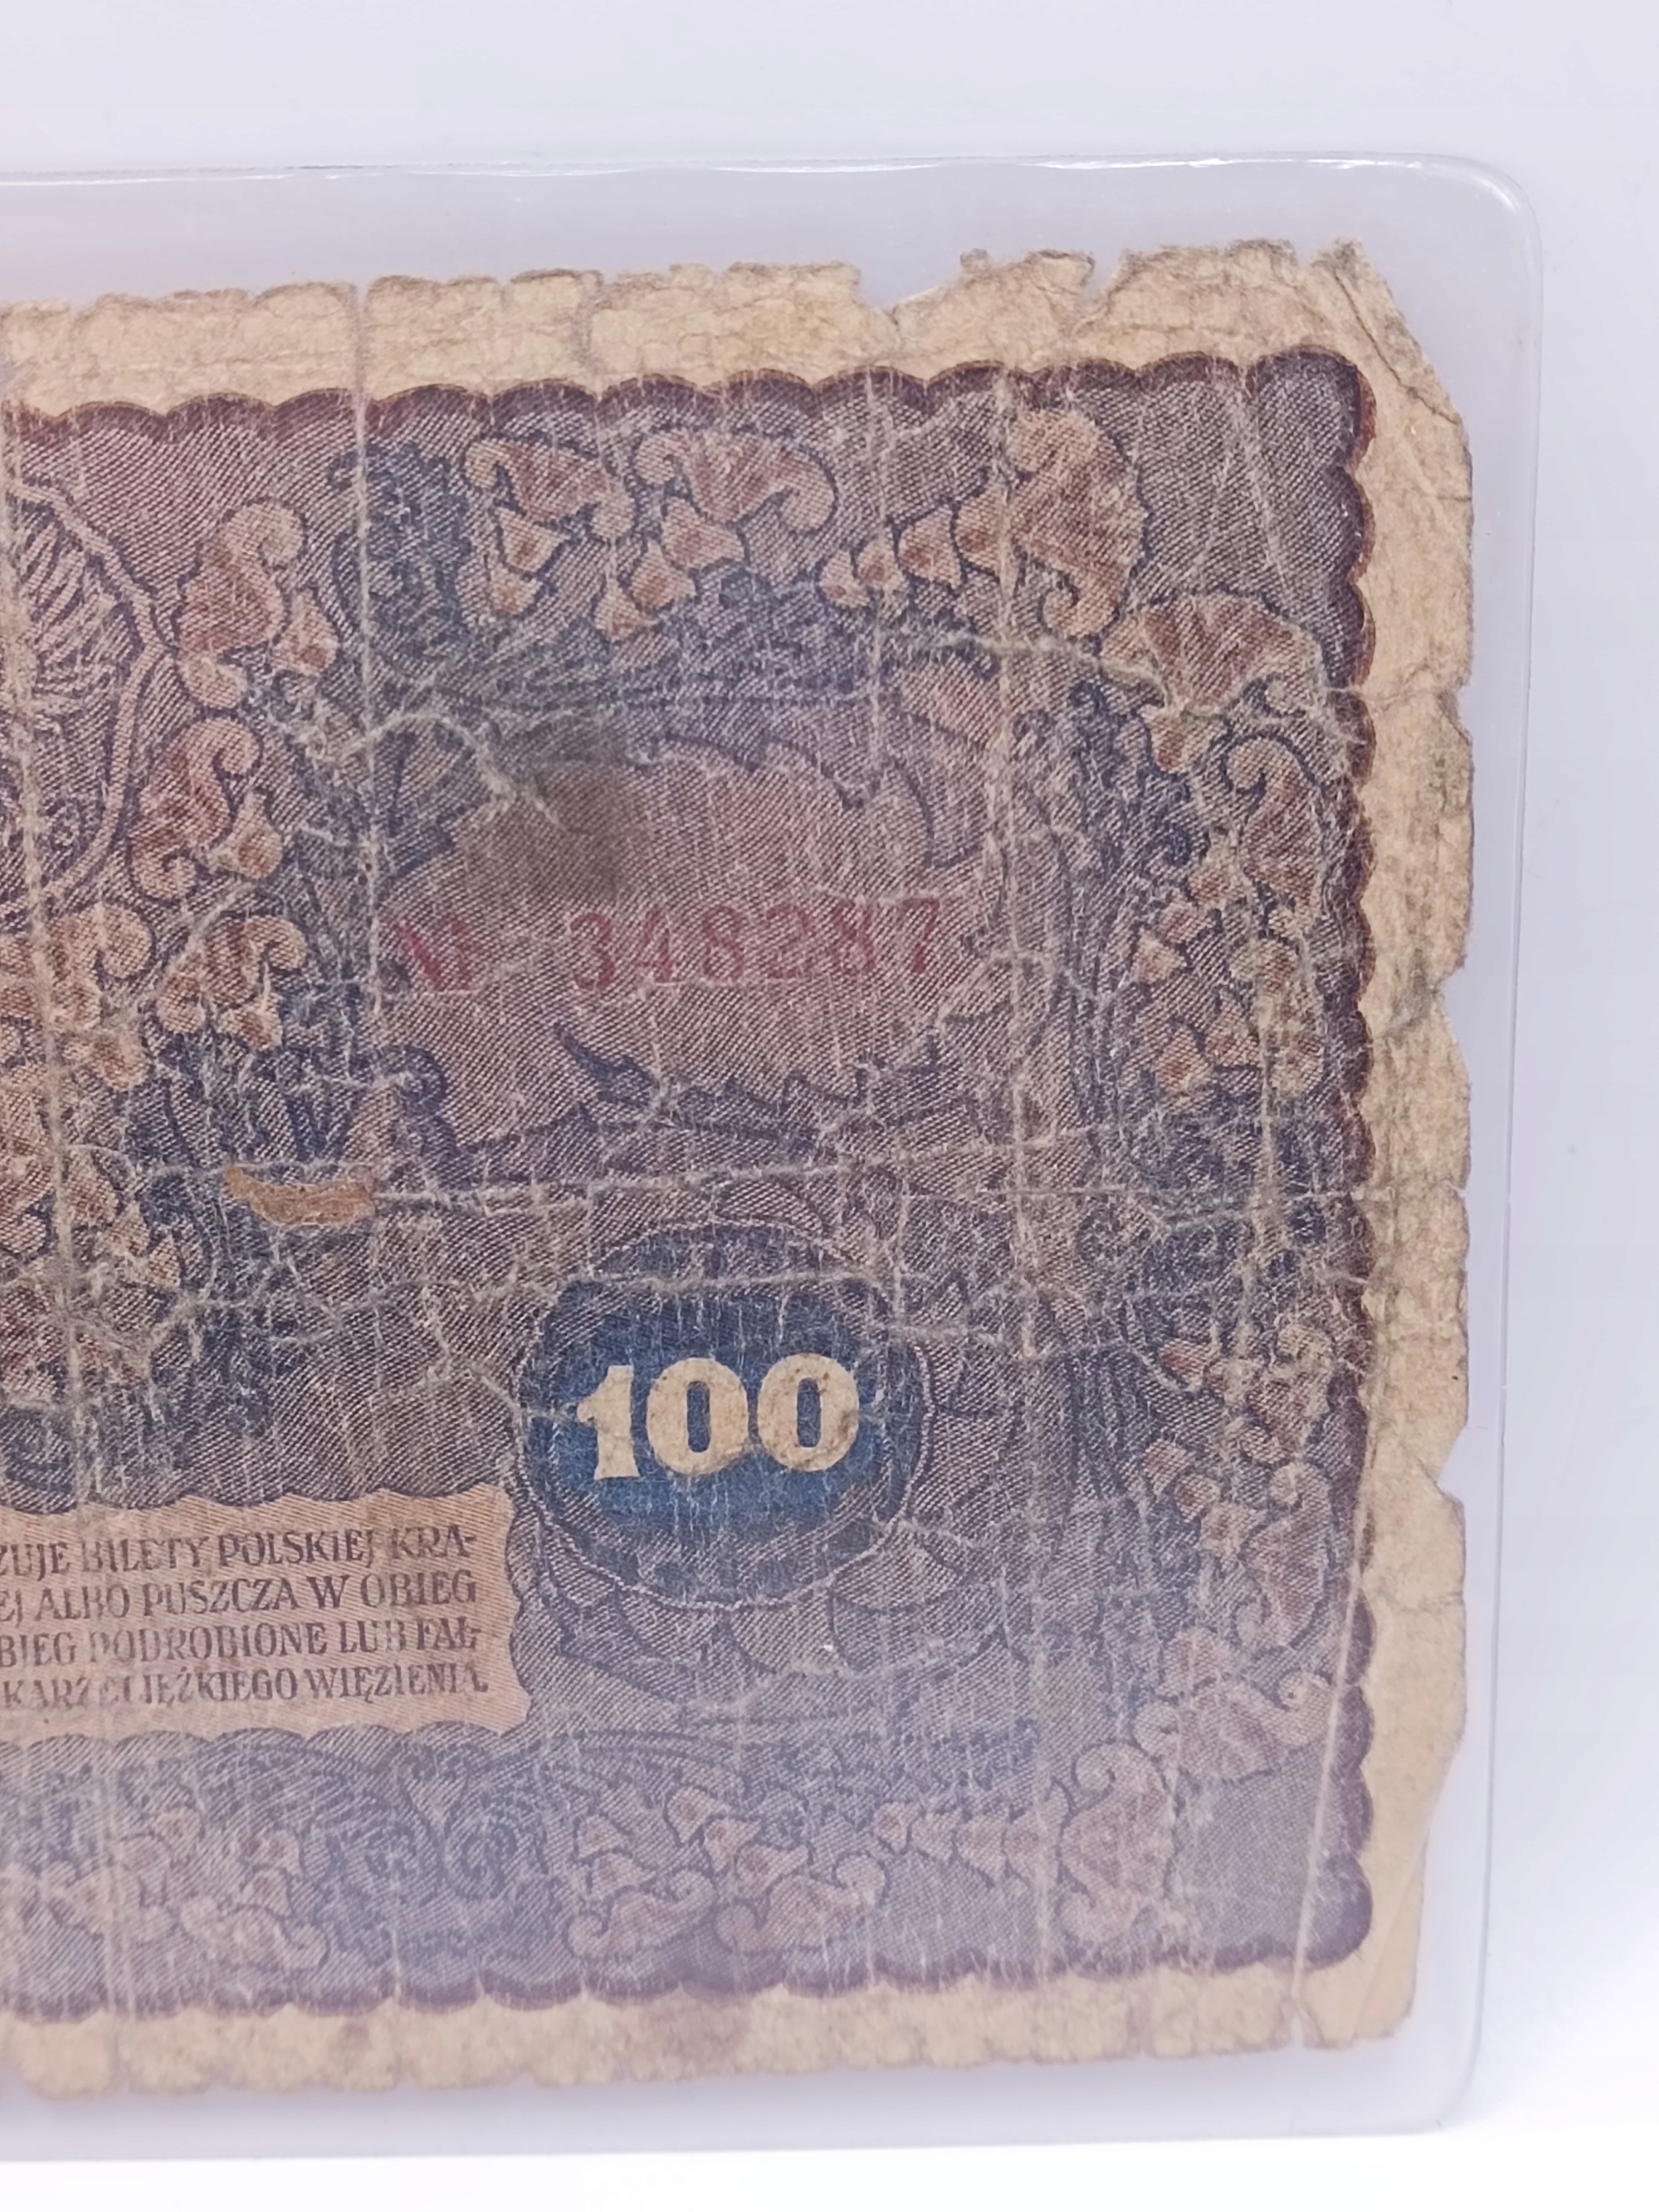 № 348287
100
ZUJE BILETY POLSKIEJ KRA-
EJ ALBO PUSZCZA W OBIEG
BIEG PODROBIONE LUB FAŁ-
KARZE CIĘŻKIEGO WIĘZIENIA.